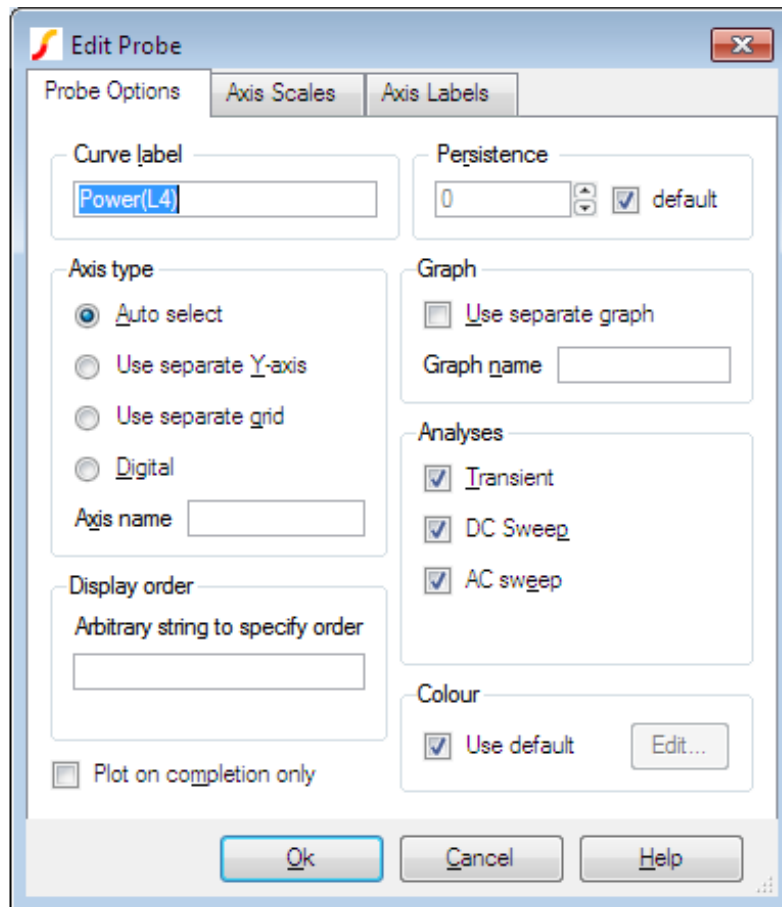 Edit Probe
Probe Options
Axis Scales
Axis Labels
Curve label
Power(L4)
Persistence
0
default
Axis type
Auto select
Use separate Y-axis
Use separate grid
Digital
Axis name
Graph
Use separate graph
Graph name
Analyses
Transient
DC Sweep
AC sweep
Display order
Arbitrary string to specify order
Colour
Use default
Edit...
Plot on completion only
Ok
Cancel
Help